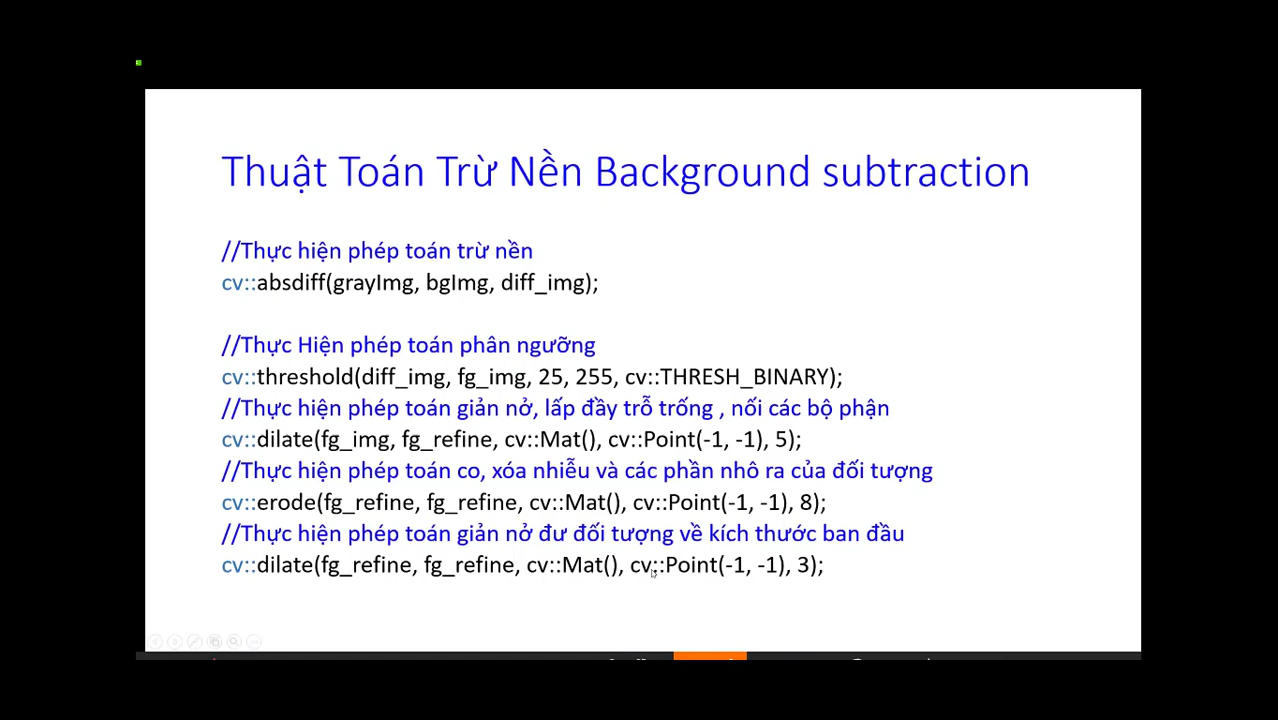 Thuật Toán Trừ Nền Background subtraction
//Thực hiện phép toán trừ nền
cv::absdiff(grayImg, bgImg, diff_img);
//Thực Hiện phép toán phân ngưỡng
cv::threshold(diff_img, fg_img, 25, 255, cv::THRESH_BINARY);
//Thực hiện phép toán giản nở, lấp đầy trỗ trống , nối các bộ phận
cv::dilate(fg_img, fg_refine, cv::Mat(), cv::Point(-1, -1), 5);
//Thực hiện phép toán co, xóa nhiễu và các phần nhô ra của đối tượng
cv::erode(fg_refine, fg_refine, cv::Mat(), cv::Point(-1, -1), 8);
//Thực hiện phép toán giản nở đư đối tượng về kích thước ban đầu
cv::dilate(fg_refine, fg_refine, cv::Mat(), cv::Point(-1, -1), 3);